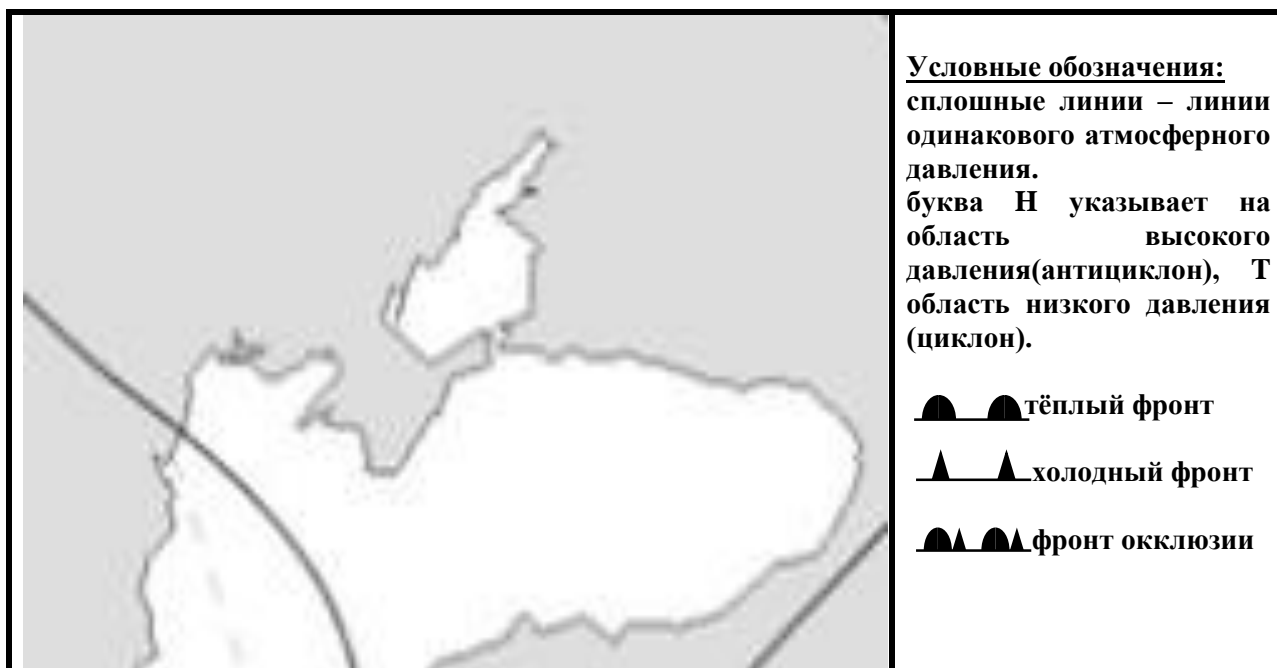 Условные обозначения:
сплошные линии – линии
одинакового атмосферного
давления.
буква Н указывает на
область высокого
давления(антициклон), Т
область низкого давления
(циклон).
тёплый фронт
холодный фронт
фронт окклюзии